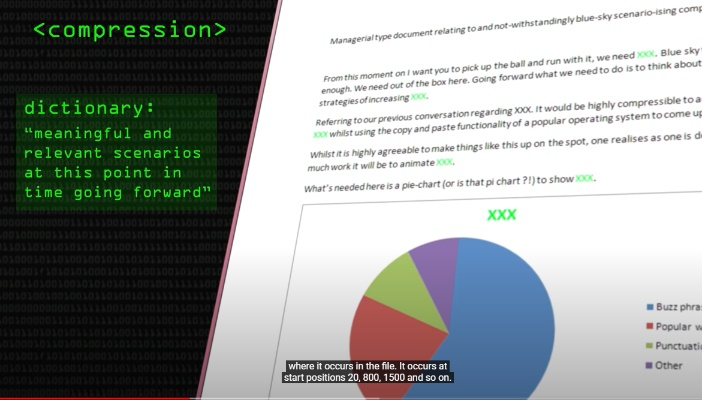 <compression>
dictionary:
“meaningful and
relevant scenarios
at this point in
time going forward”
Managerial type document relating to and not-withstandingly blue-sky scenario-ising
From this moment on I want you to pick up the ball and run with it, we need XXX. Blue sky
enough. We need out of the box here. Going forward what we need to do is to think about
strategies of increasing XXX.
Referring to our previous conversation regarding XXX. It would be highly compressible to
XXX whilst using the copy and paste functionality of a popular operating system to come
Whilst it is highly agreeable to make things like this up on the spot, one realises as one is
much work it will be to animate XXX.
What's needed here is a pie-chart (or is that pi chart ?!) to show XXX.
XXX
Buzz
Popular
Other
where it occurs in the file. It occurs at
start positions 20, 800, 1500 and so on.